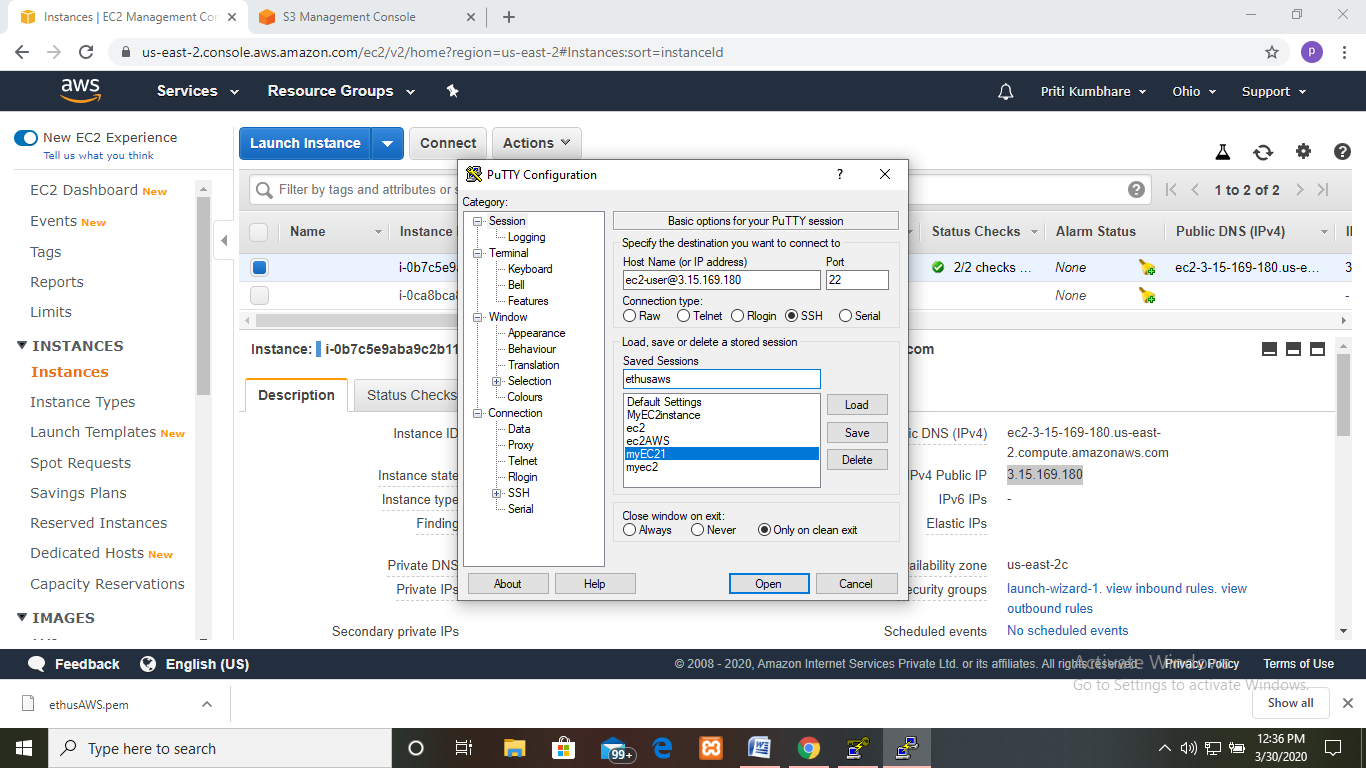 Instances | EC2 Management Con
S3 Management Console
us-east-2.console.aws.amazon.com/ec2/v2/home?region=us-east-2#Instances:sort=instanceId
P
aws
Services
Resource Groups
Priti Kumbhare
Ohio
Support
New EC2 Experience
Tell us what you think
EC2 Dashboard New
Events New
Tags
Reports
Limits
INSTANCES
Instances
Instance Types
Launch Templates New
Spot Requests
Savings Plans
Reserved Instances
Dedicated Hosts New
Capacity Reservations
IMAGES
Launch Instance
Connect
Actions
Filter by tags and attributes or s
1 to 2 of 2
Name
Instance I
Status Checks
Alarm Status
Public DNS (IPv4)
i-0b7c5e9a
2/2 checks ...
None
ec2-3-15-169-180.us-e...
3
i-0ca8bca8
None
-
Instance: i-0b7c5e9aba9c2b11
com
Description
Status Checks
Instance ID
Instance state
Instance type
Finding
Private DNS
Private IPs
Secondary private IPs
ic DNS (IPv4)
ec2-3-15-169-180.us-east-
2.compute.amazonaws.com
IPv4 Public IP
3.15.169.180
IPv6 IPs
-
Elastic IPs
ailability zone
us-east-2c
ecurity groups
launch-wizard-1. view inbound rules. view
outbound rules
Scheduled events
No scheduled events
PuTTY Configuration
?
Category:
Session
Logging
Terminal
Keyboard
Bell
Features
Window
Appearance
Behaviour
Translation
Selection
Colours
Connection
Data
Proxy
Telnet
Rlogin
SSH
Serial
Basic options for your PuTTY session
Specify the destination you want to connect to
Host Name (or IP address)
Port
ec2-user@3.15.169.180
22
Connection type:
Raw
Telnet
Rlogin
SSH
Serial
Load, save or delete a stored session
Saved Sessions
ethusaws
Default Settings
MyEC2instance
ec2
ec2AWS
myEC21
myec2
Load
Save
Delete
Close window on exit:
Always
Never
Only on clean exit
About
Help
Open
Cancel
Feedback
English (US)
© 2008 - 2020, Amazon Internet Services Private Ltd. or its affiliates. All rights reserved.
Privacy Policy
Terms of Use
Activate Windows
Go to Settings to activate Windows.
ethusAWS.pem
Show all
Type here to search
99+
12:36 PM
3/30/2020